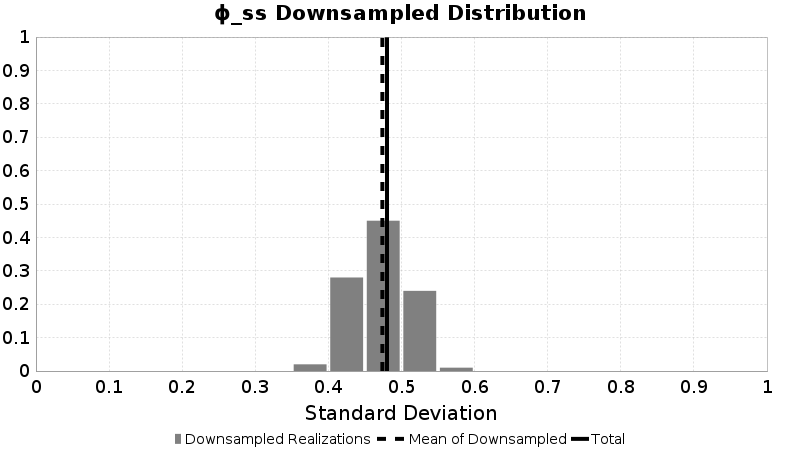 ϕ_ss Downsampled Distribution
1
0.9
0.8
0.7
0.6
0.5
0.4
0.3
0.2
0.1
0
0 0.1 0.2 0.3 0.4 0.5 0.6 0.7 0.8 0.9 1
Standard Deviation
Downsampled Realizations Mean of Downsampled Total